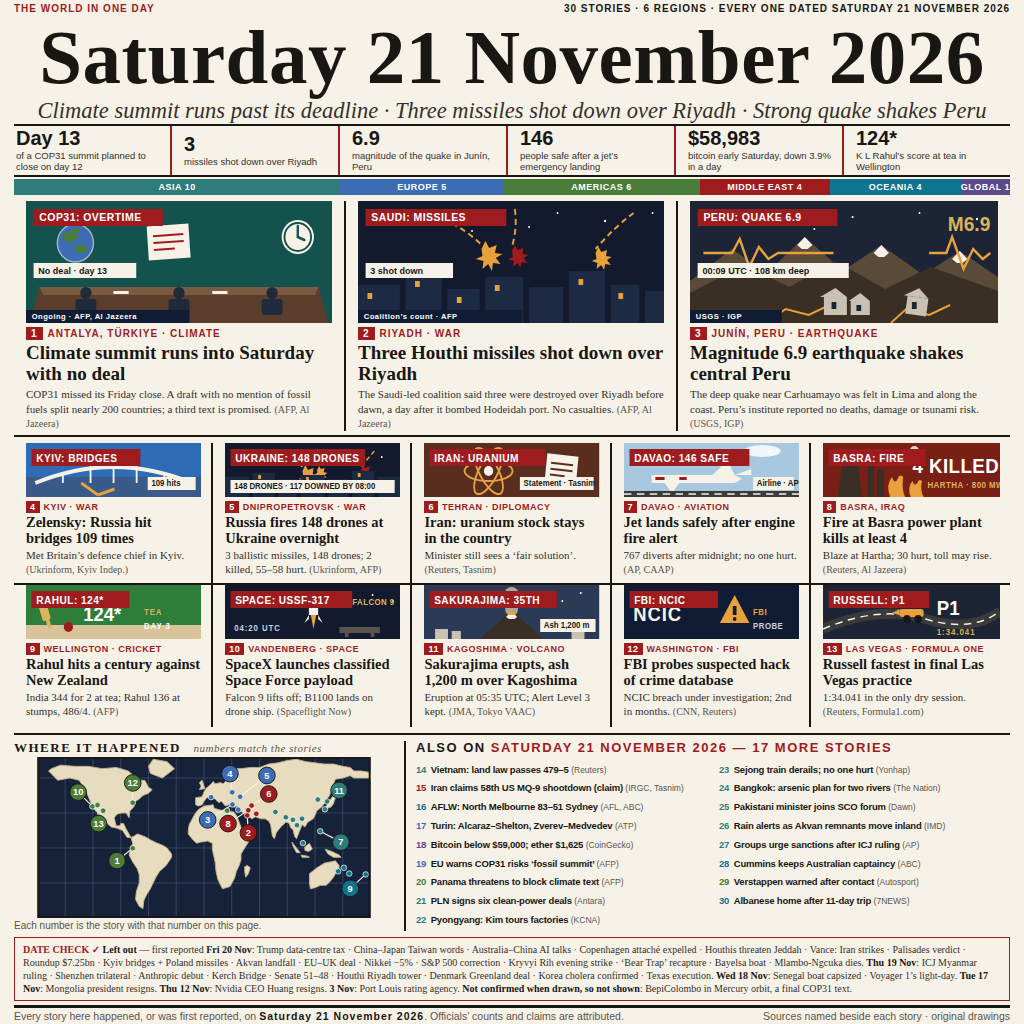 THE WORLD IN ONE DAY
30 STORIES · 6 REGIONS · EVERY ONE DATED SATURDAY 21 NOVEMBER 2026
Saturday 21 November 2026
Climate summit runs past its deadline · Three missiles shot down over Riyadh · Strong quake shakes Peru
Day 13
of a COP31 summit planned to
close on day 12
3
missiles shot down over Riyadh
6.9
magnitude of the quake in Junín,
Peru
146
people safe after a jet's
emergency landing
$58,983
bitcoin early Saturday, down 3.9%
in a day
124*
K L Rahul's score at tea in
Wellington
ASIA 10
EUROPE 5
AMERICAS 6
MIDDLE EAST 4
OCEANIA 4
GLOBAL 1
COP31: OVERTIME
No deal · day 13
Ongoing · AFP, Al Jazeera
1 ANTALYA, TÜRKIYE · CLIMATE
Climate summit runs into Saturday
with no deal
COP31 missed its Friday close. A draft with no mention of fossil
fuels split nearly 200 countries; a third text is promised. (AFP, Al
Jazeera)
SAUDI: MISSILES
3 shot down
Coalition's count · AFP
2 RIYADH · WAR
Three Houthi missiles shot down over
Riyadh
The Saudi-led coalition said three were destroyed over Riyadh before
dawn, a day after it bombed Hodeidah port. No casualties. (AFP, Al
Jazeera)
PERU: QUAKE 6.9
M6.9
00:09 UTC · 108 km deep
USGS · IGP
3 JUNÍN, PERU · EARTHQUAKE
Magnitude 6.9 earthquake shakes
central Peru
The deep quake near Carhuamayo was felt in Lima and along the
coast. Peru's institute reported no deaths, damage or tsunami risk.
(USGS, IGP)
KYIV: BRIDGES
109 hits
4 KYIV · WAR
Zelensky: Russia hit
bridges 109 times
Met Britain's defence chief in Kyiv.
(Ukrinform, Kyiv Indep.)
UKRAINE: 148 DRONES
148 DRONES · 117 DOWNED BY 08:00
5 DNIPROPETROVSK · WAR
Russia fires 148 drones at
Ukraine overnight
3 ballistic missiles, 148 drones; 2
killed, 55–58 hurt. (Ukrinform, AFP)
IRAN: URANIUM
Statement · Tasnim
6 TEHRAN · DIPLOMACY
Iran: uranium stock stays
in the country
Minister still sees a ‘fair solution’.
(Reuters, Tasnim)
DAVAO: 146 SAFE
Airline · AP
7 DAVAO · AVIATION
Jet lands safely after engine
fire alert
767 diverts after midnight; no one hurt.
(AP, CAAP)
BASRA: FIRE
4 KILLED
HARTHA · 800 MW
8 BASRA, IRAQ
Fire at Basra power plant
kills at least 4
Blaze at Hartha; 30 hurt, toll may rise.
(Reuters, Al Jazeera)
RAHUL: 124*
124*
TEA
DAY 3
9 WELLINGTON · CRICKET
Rahul hits a century against
New Zealand
India 344 for 2 at tea; Rahul 136 at
stumps, 486/4. (AFP)
SPACE: USSF-317
FALCON 9
04:20 UTC
10 VANDENBERG · SPACE
SpaceX launches classified
Space Force payload
Falcon 9 lifts off; B1100 lands on
drone ship. (Spaceflight Now)
SAKURAJIMA: 35TH
Ash 1,200 m
11 KAGOSHIMA · VOLCANO
Sakurajima erupts, ash
1,200 m over Kagoshima
Eruption at 05:35 UTC; Alert Level 3
kept. (JMA, Tokyo VAAC)
FBI: NCIC
NCIC
FBI
PROBE
12 WASHINGTON · FBI
FBI probes suspected hack
of crime database
NCIC breach under investigation; 2nd
in months. (CNN, Reuters)
RUSSELL: P1
P1
1:34.041
13 LAS VEGAS · FORMULA ONE
Russell fastest in final Las
Vegas practice
1:34.041 in the only dry session.
(Reuters, Formula1.com)
WHERE IT HAPPENED numbers match the stories
10
12
13
1
4
5
6
3
8
2
11
7
9
Each number is the story with that number on this page.
ALSO ON SATURDAY 21 NOVEMBER 2026 — 17 MORE STORIES
14 Vietnam: land law passes 479–5 (Reuters)
15 Iran claims 58th US MQ-9 shootdown (claim) (IRGC, Tasnim)
16 AFLW: North Melbourne 83–51 Sydney (AFL, ABC)
17 Turin: Alcaraz–Shelton, Zverev–Medvedev (ATP)
18 Bitcoin below $59,000; ether $1,625 (CoinGecko)
19 EU warns COP31 risks ‘fossil summit’ (AFP)
20 Panama threatens to block climate text (AFP)
21 PLN signs six clean-power deals (Antara)
22 Pyongyang: Kim tours factories (KCNA)
23 Sejong train derails; no one hurt (Yonhap)
24 Bangkok: arsenic plan for two rivers (The Nation)
25 Pakistani minister joins SCO forum (Dawn)
26 Rain alerts as Akvan remnants move inland (IMD)
27 Groups urge sanctions after ICJ ruling (AP)
28 Cummins keeps Australian captaincy (ABC)
29 Verstappen warned after contact (Autosport)
30 Albanese home after 11-day trip (7NEWS)
DATE CHECK ✓ Left out — first reported Fri 20 Nov: Trump data-centre tax · China–Japan Taiwan words · Australia–China AI talks · Copenhagen attaché expelled · Houthis threaten Jeddah · Vance: Iran strikes · Palisades verdict ·
Roundup $7.25bn · Kyiv bridges + Poland missiles · Akvan landfall · EU–UK deal · Nikkei −5% · S&P 500 correction · Kryvyi Rih evening strike · ‘Bear Trap’ recapture · Bayelsa boat · Mlambo-Ngcuka dies. Thu 19 Nov: ICJ Myanmar
ruling · Shenzhen trilateral · Anthropic debut · Kerch Bridge · Senate 51–48 · Houthi Riyadh tower · Denmark Greenland deal · Korea cholera confirmed · Texas execution. Wed 18 Nov: Senegal boat capsized · Voyager 1's light-day. Tue 17
Nov: Mongolia president resigns. Thu 12 Nov: Nvidia CEO Huang resigns. 3 Nov: Port Louis rating agency. Not confirmed when drawn, so not shown: BepiColombo in Mercury orbit, a final COP31 text.
Every story here happened, or was first reported, on Saturday 21 November 2026. Officials' counts and claims are attributed.
Sources named beside each story · original drawings